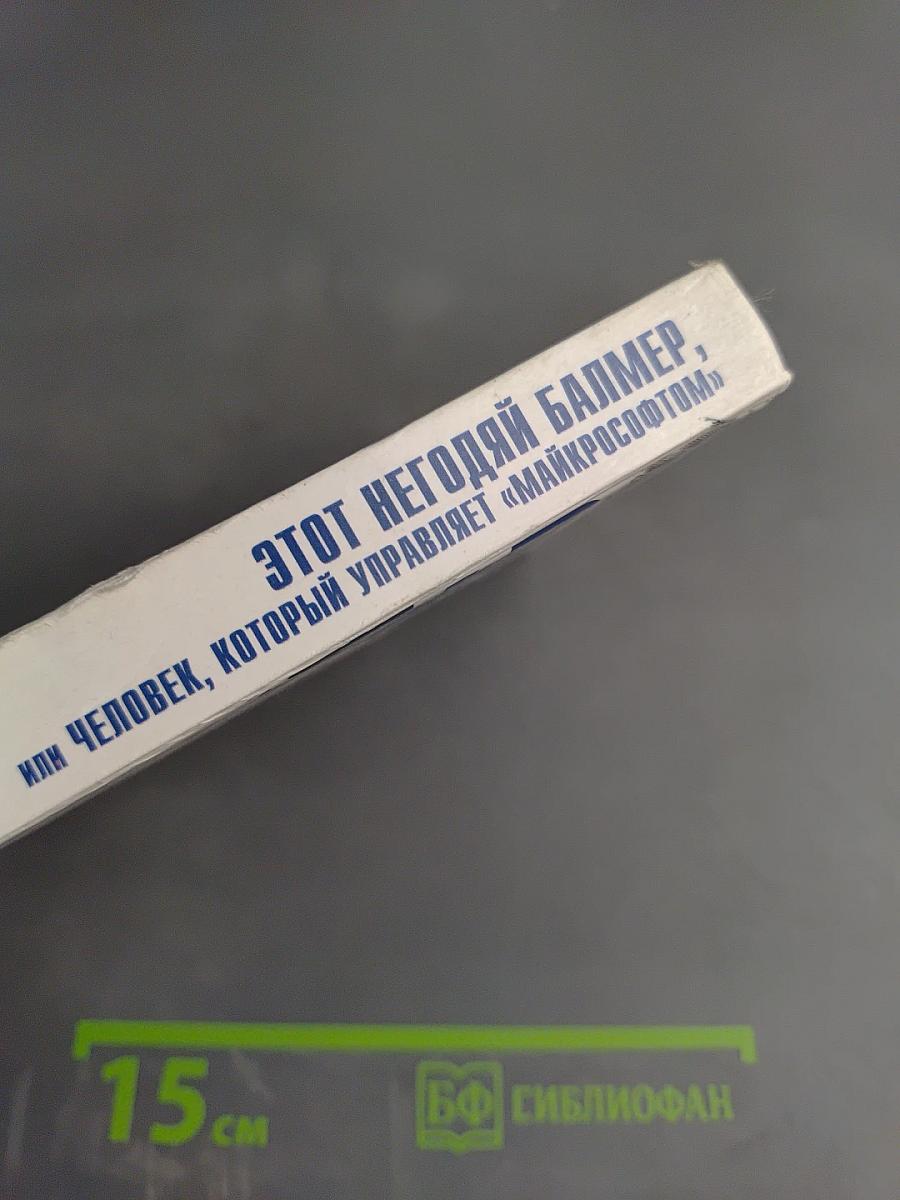 ЭТОТ НЕГОДЯЙ БАЛМЕР,
или ЧЕЛОВЕК, КОТОРЫЙ УПРАВЛЯЕТ «МАЙКРОСОФТОМ»
15 см
БФ БИБЛИОФАН